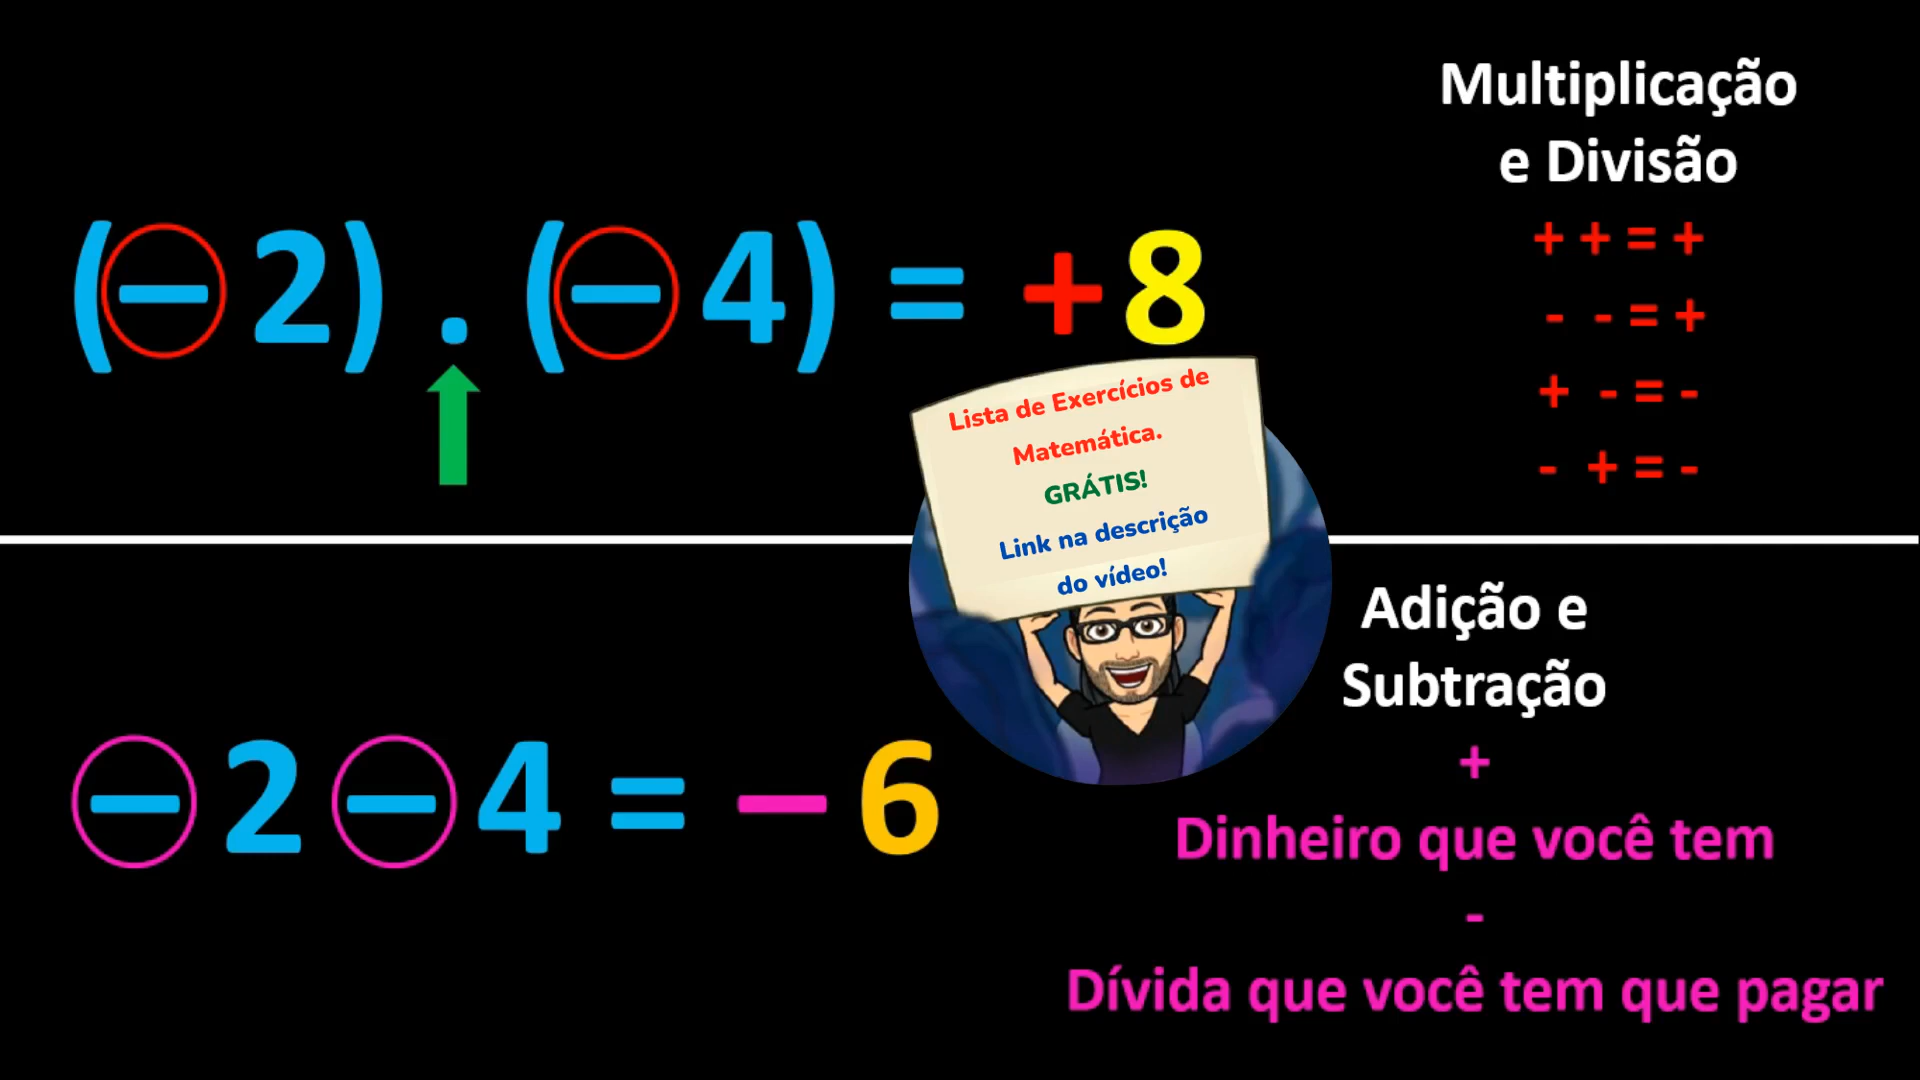 (− 2) . (− 4) = + 8
Multiplicação
e Divisão
+ + = +
- - = +
+ - = -
- + = -
Lista de Exercícios de
Matemática.
GRÁTIS!
Link na descrição
do vídeo!
− 2 − 4 = − 6
Adição e
Subtração
+
Dinheiro que você tem
-
Dívida que você tem que pagar